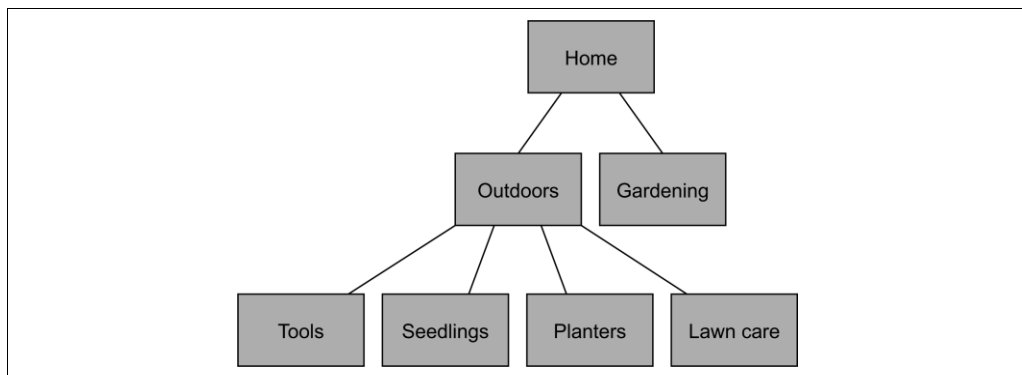 Home
Outdoors
Gardening
Tools
Seedlings
Planters
Lawn care